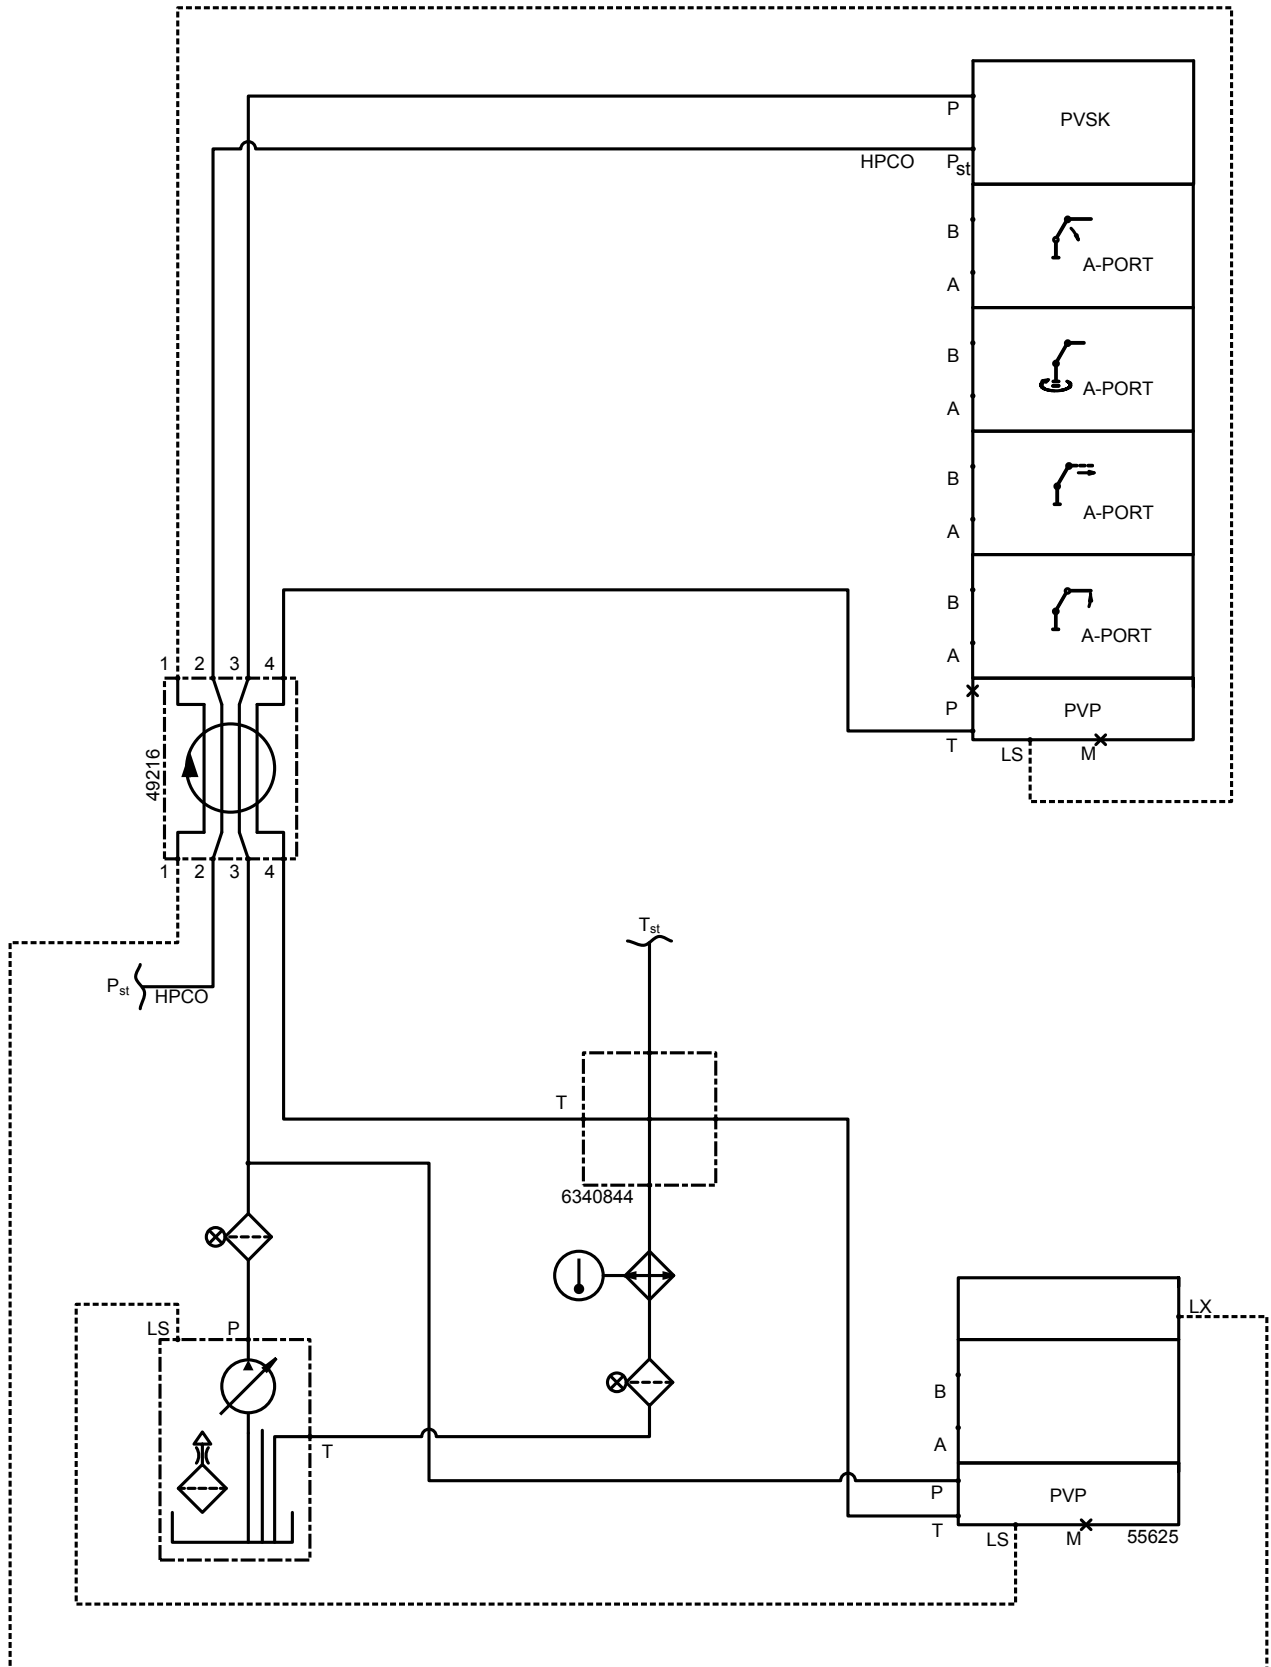 P
PVSK
HPCO
Pst
B
A-PORT
A
B
A-PORT
A
B
A-PORT
A
B
A-PORT
A
1 2 3 4
P
PVP
T
LS
M
49216
1 2 3 4
Tst
Pst
HPCO
T
6340844
LX
LS
P
B
A
T
P
PVP
T
LS
M
55625